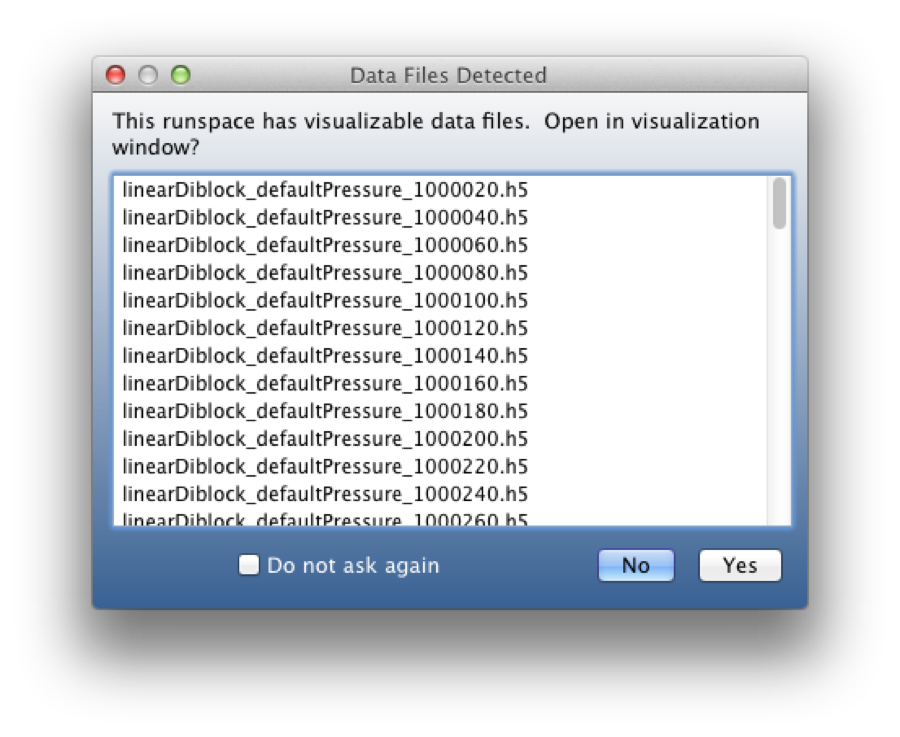 Data Files Detected
This runspace has visualizable data files.  Open in visualization
window?
linearDiblock_defaultPressure_1000020.h5
linearDiblock_defaultPressure_1000040.h5
linearDiblock_defaultPressure_1000060.h5
linearDiblock_defaultPressure_1000080.h5
linearDiblock_defaultPressure_1000100.h5
linearDiblock_defaultPressure_1000120.h5
linearDiblock_defaultPressure_1000140.h5
linearDiblock_defaultPressure_1000160.h5
linearDiblock_defaultPressure_1000180.h5
linearDiblock_defaultPressure_1000200.h5
linearDiblock_defaultPressure_1000220.h5
linearDiblock_defaultPressure_1000240.h5
linearDiblock_defaultPressure_1000260.h5
Do not ask again No Yes